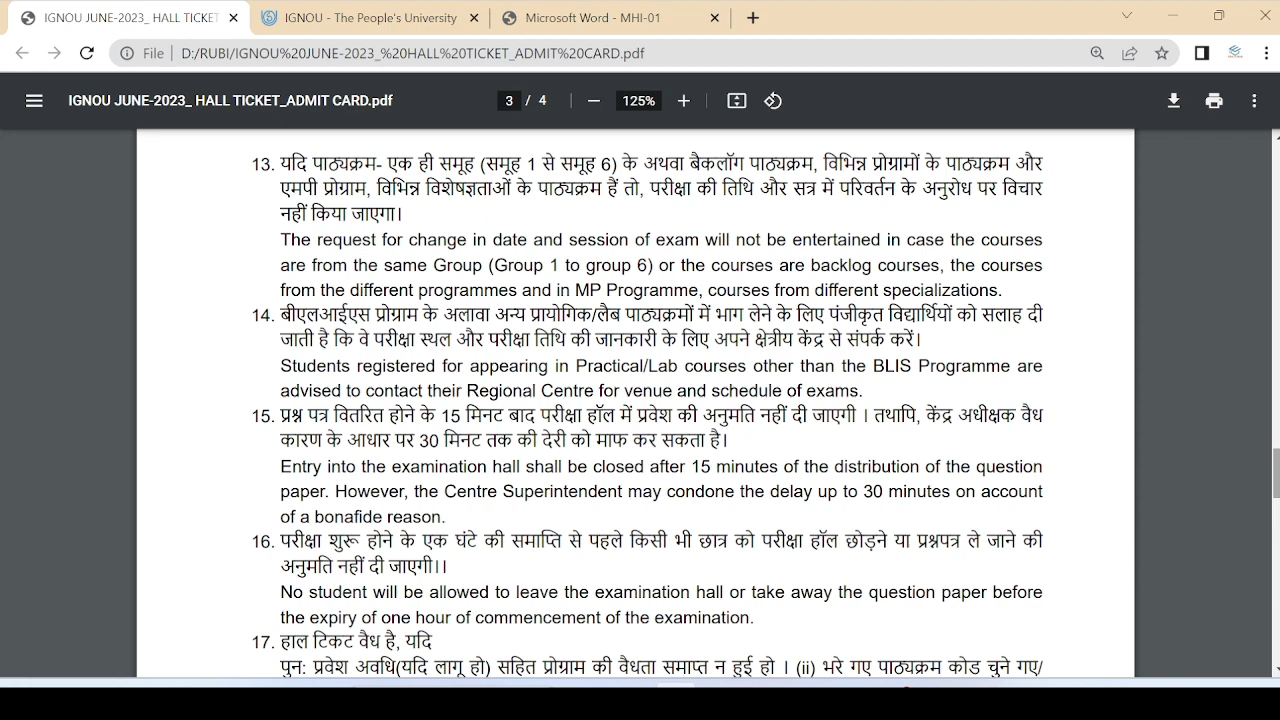 IGNOU JUNE-2023_ HALL TICKET
IGNOU - The People's University
Microsoft Word - MHI-01
File
D:/RUBI/IGNOU%20JUNE-2023_%20HALL%20TICKET_ADMIT%20CARD.pdf
IGNOU JUNE-2023_ HALL TICKET_ADMIT CARD.pdf
3 / 4
125%
13. यदि पाठ्यक्रम- एक ही समूह (समूह 1 से समूह 6) के अथवा बैकलॉग पाठ्यक्रम, विभिन्न प्रोग्रामों के पाठ्यक्रम और
एमपी प्रोग्राम, विभिन्न विशेषज्ञताओं के पाठ्यक्रम हैं तो, परीक्षा की तिथि और सत्र में परिवर्तन के अनुरोध पर विचार
नहीं किया जाएगा।
The request for change in date and session of exam will not be entertained in case the courses
are from the same Group (Group 1 to group 6) or the courses are backlog courses, the courses
from the different programmes and in MP Programme, courses from different specializations.
14. बीएलआईएस प्रोग्राम के अलावा अन्य प्रायोगिक/लैब पाठ्यक्रमों में भाग लेने के लिए पंजीकृत विद्यार्थियों को सलाह दी
जाती है कि वे परीक्षा स्थल और परीक्षा तिथि की जानकारी के लिए अपने क्षेत्रीय केंद्र से संपर्क करें।
Students registered for appearing in Practical/Lab courses other than the BLIS Programme are
advised to contact their Regional Centre for venue and schedule of exams.
15. प्रश्न पत्र वितरित होने के 15 मिनट बाद परीक्षा हॉल में प्रवेश की अनुमति नहीं दी जाएगी । तथापि, केंद्र अधीक्षक वैध
कारण के आधार पर 30 मिनट तक की देरी को माफ कर सकता है।
Entry into the examination hall shall be closed after 15 minutes of the distribution of the question
paper. However, the Centre Superintendent may condone the delay up to 30 minutes on account
of a bonafide reason.
16. परीक्षा शुरू होने के एक घंटे की समाप्ति से पहले किसी भी छात्र को परीक्षा हॉल छोड़ने या प्रश्नपत्र ले जाने की
अनुमति नहीं दी जाएगी।।
No student will be allowed to leave the examination hall or take away the question paper before
the expiry of one hour of commencement of the examination.
17. हाल टिकट वैध है, यदि
पुन: प्रवेश अवधि(यदि लागू हो) सहित प्रोग्राम की वैधता समाप्त न हुई हो । (ii) भरे गए पाठ्यक्रम कोड चुने गए/